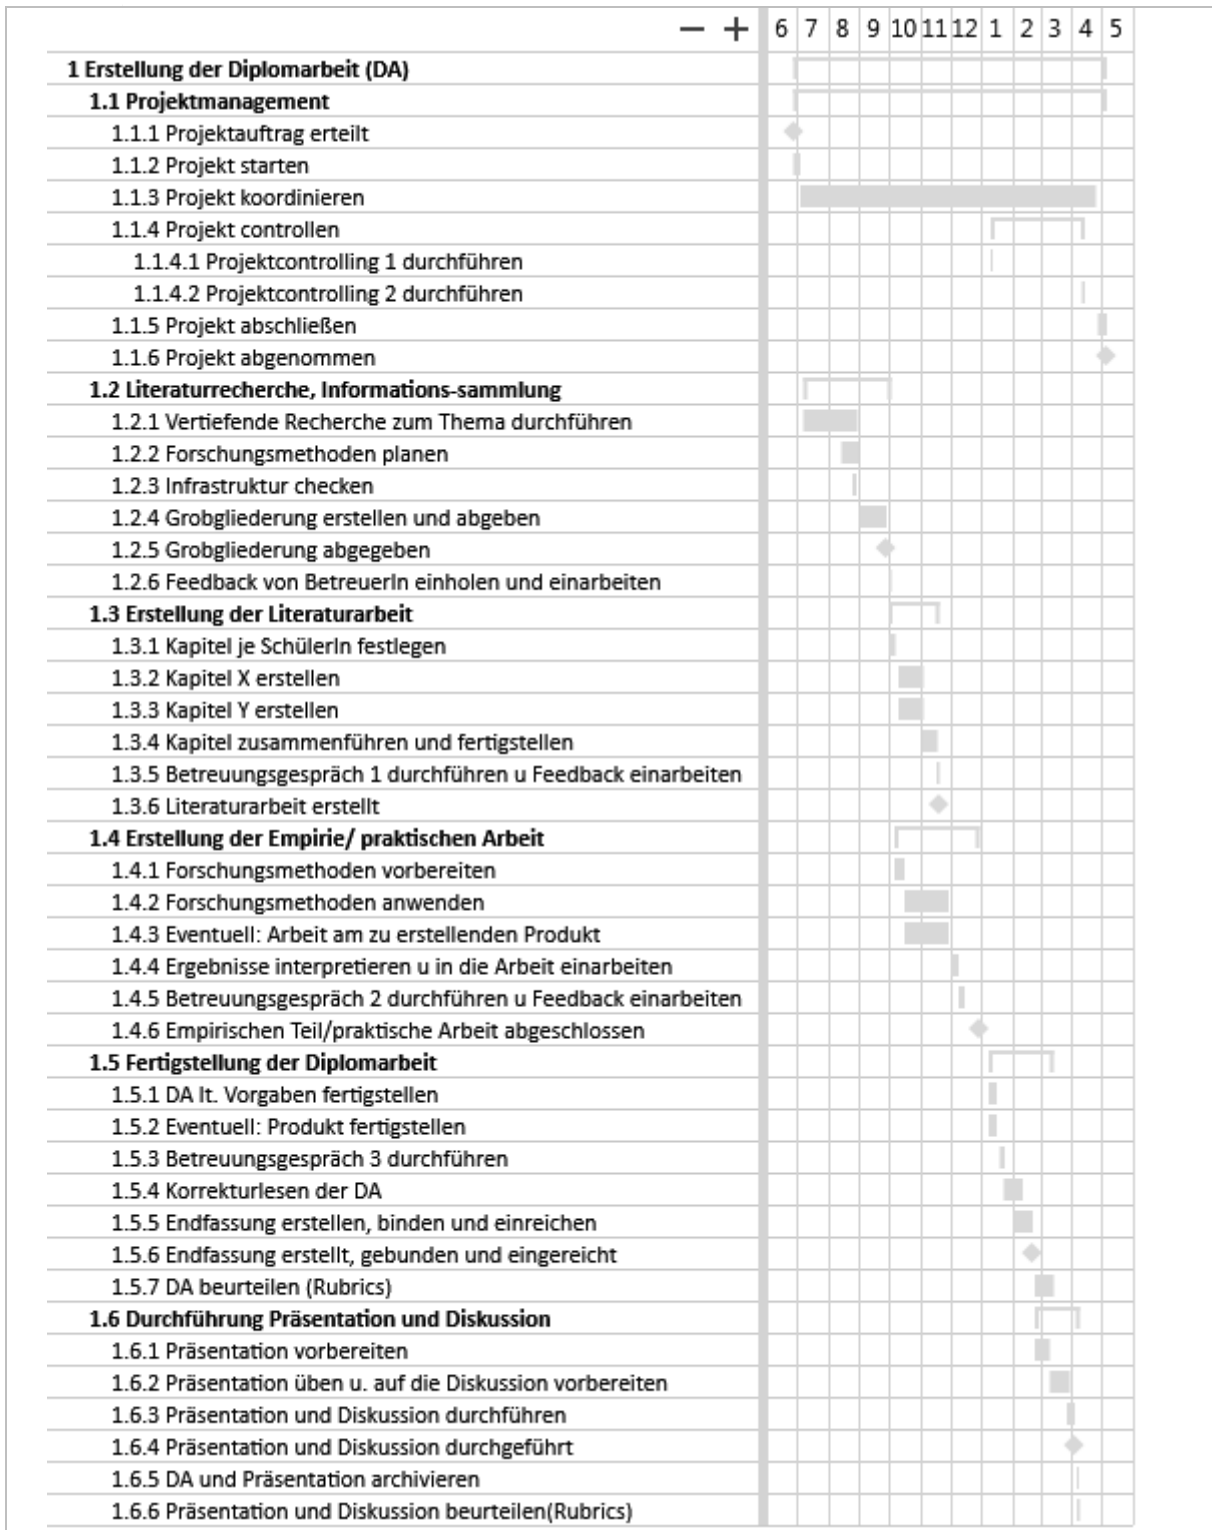 − + 6 7 8 9 10 11 12 1 2 3 4 5
1 Erstellung der Diplomarbeit (DA)
1.1 Projektmanagement
1.1.1 Projektauftrag erteilt
1.1.2 Projekt starten
1.1.3 Projekt koordinieren
1.1.4 Projekt controllen
1.1.4.1 Projektcontrolling 1 durchführen
1.1.4.2 Projektcontrolling 2 durchführen
1.1.5 Projekt abschließen
1.1.6 Projekt abgenommen
1.2 Literaturrecherche, Informations-sammlung
1.2.1 Vertiefende Recherche zum Thema durchführen
1.2.2 Forschungsmethoden planen
1.2.3 Infrastruktur checken
1.2.4 Grobgliederung erstellen und abgeben
1.2.5 Grobgliederung abgegeben
1.2.6 Feedback von BetreuerIn einholen und einarbeiten
1.3 Erstellung der Literaturarbeit
1.3.1 Kapitel je SchülerIn festlegen
1.3.2 Kapitel X erstellen
1.3.3 Kapitel Y erstellen
1.3.4 Kapitel zusammenführen und fertigstellen
1.3.5 Betreuungsgespräch 1 durchführen u Feedback einarbeiten
1.3.6 Literaturarbeit erstellt
1.4 Erstellung der Empirie/ praktischen Arbeit
1.4.1 Forschungsmethoden vorbereiten
1.4.2 Forschungsmethoden anwenden
1.4.3 Eventuell: Arbeit am zu erstellenden Produkt
1.4.4 Ergebnisse interpretieren u in die Arbeit einarbeiten
1.4.5 Betreuungsgespräch 2 durchführen u Feedback einarbeiten
1.4.6 Empirischen Teil/praktische Arbeit abgeschlossen
1.5 Fertigstellung der Diplomarbeit
1.5.1 DA lt. Vorgaben fertigstellen
1.5.2 Eventuell: Produkt fertigstellen
1.5.3 Betreuungsgespräch 3 durchführen
1.5.4 Korrekturlesen der DA
1.5.5 Endfassung erstellen, binden und einreichen
1.5.6 Endfassung erstellt, gebunden und eingereicht
1.5.7 DA beurteilen (Rubrics)
1.6 Durchführung Präsentation und Diskussion
1.6.1 Präsentation vorbereiten
1.6.2 Präsentation üben u. auf die Diskussion vorbereiten
1.6.3 Präsentation und Diskussion durchführen
1.6.4 Präsentation und Diskussion durchgeführt
1.6.5 DA und Präsentation archivieren
1.6.6 Präsentation und Diskussion beurteilen(Rubrics)